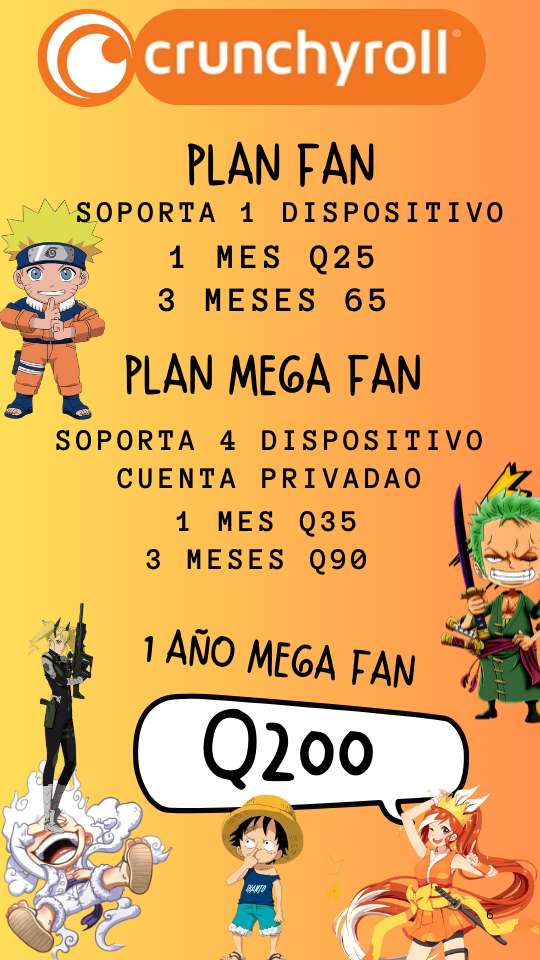 crunchyroll
PLAN FAN
SOPORTA 1 DISPOSITIVO
1 MES Q25
3 MESES 65
PLAN MEGA FAN
SOPORTA 4 DISPOSITIVO
CUENTA PRIVADAO
1 MES Q35
3 MESES Q90
1 AÑO MEGA FAN
Q200